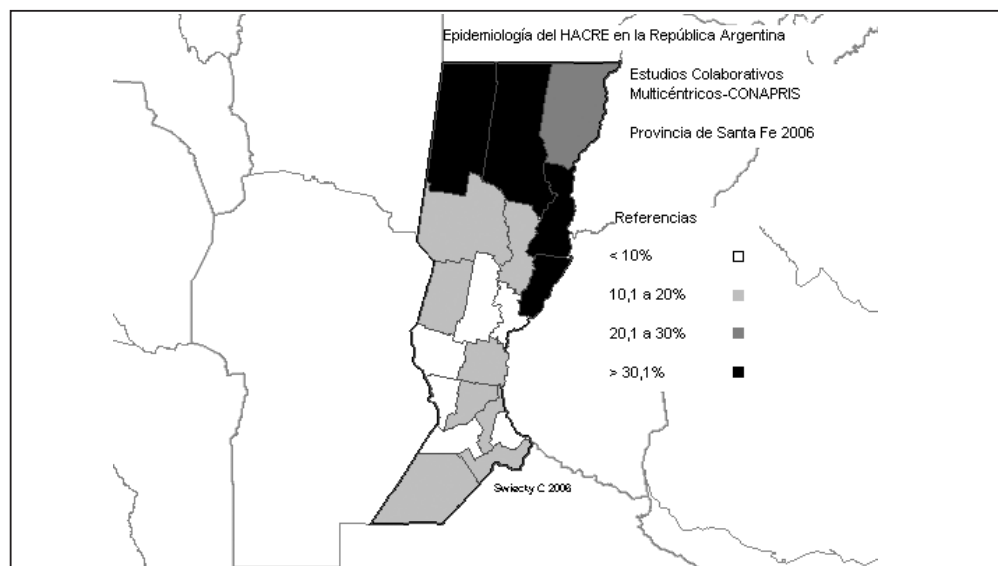 Epidemiología del HACRE en la República Argentina
Estudios Colaborativos
Multicéntricos-CONAPRIS
Provincia de Santa Fe 2006
Referencias
< 10%
10,1 a 20%
20,1 a 30%
> 30,1%
Swiecky C 2006